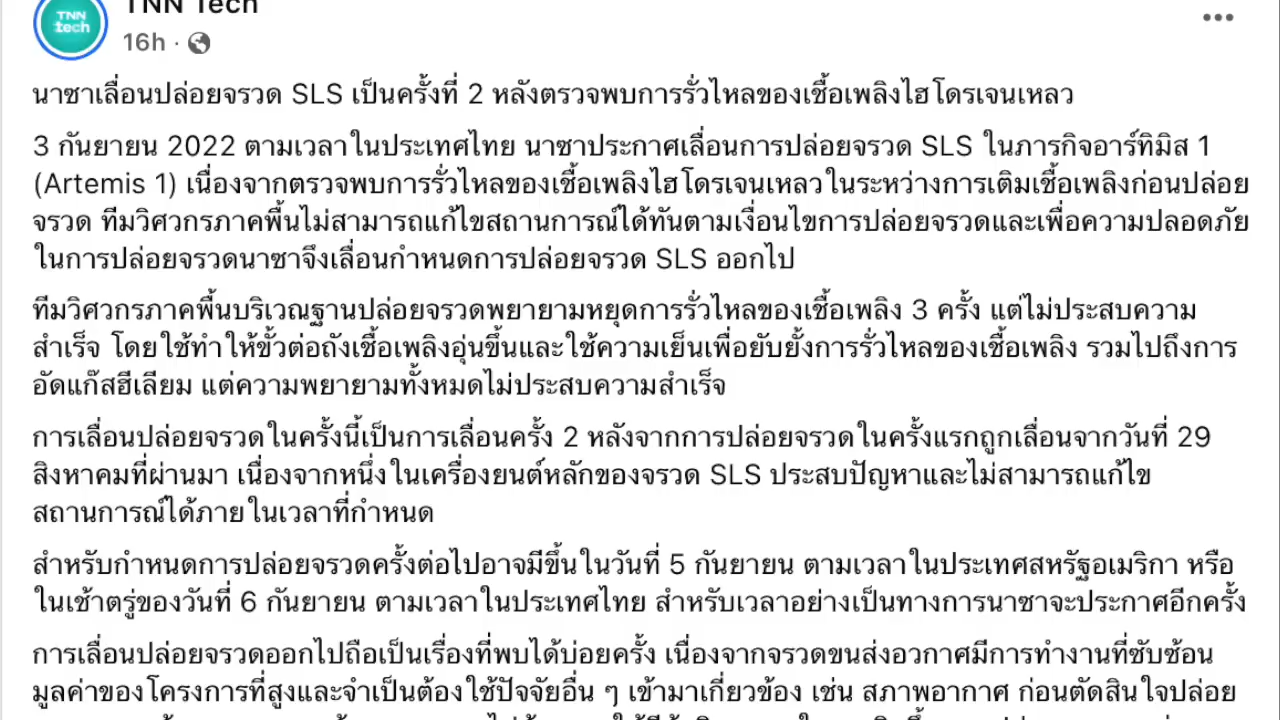 TNN Tech
TNN
tech
16h ·
นาซาเลื่อนปล่อยจรวด SLS เป็นครั้งที่ 2 หลังตรวจพบการรั่วไหลของเชื้อเพลิงไฮโดรเจนเหลว
3 กันยายน 2022 ตามเวลาในประเทศไทย นาซาประกาศเลื่อนการปล่อยจรวด SLS ในภารกิจอาร์ทิมิส 1
(Artemis 1) เนื่องจากตรวจพบการรั่วไหลของเชื้อเพลิงไฮโดรเจนเหลวในระหว่างการเติมเชื้อเพลิงก่อนปล่อย
จรวด ทีมวิศวกรภาคพื้นไม่สามารถแก้ไขสถานการณ์ได้ทันตามเงื่อนไขการปล่อยจรวดและเพื่อความปลอดภัย
ในการปล่อยจรวดนาซาจึงเลื่อนกำหนดการปล่อยจรวด SLS ออกไป
ทีมวิศวกรภาคพื้นบริเวณฐานปล่อยจรวดพยายามหยุดการรั่วไหลของเชื้อเพลิง 3 ครั้ง แต่ไม่ประสบความ
สำเร็จ โดยใช้ทำให้ขั้วต่อถังเชื้อเพลิงอุ่นขึ้นและใช้ความเย็นเพื่อยับยั้งการรั่วไหลของเชื้อเพลิง รวมไปถึงการ
อัดแก๊สฮีเลียม แต่ความพยายามทั้งหมดไม่ประสบความสำเร็จ
การเลื่อนปล่อยจรวดในครั้งนี้เป็นการเลื่อนครั้ง 2 หลังจากการปล่อยจรวดในครั้งแรกถูกเลื่อนจากวันที่ 29
สิงหาคมที่ผ่านมา เนื่องจากหนึ่งในเครื่องยนต์หลักของจรวด SLS ประสบปัญหาและไม่สามารถแก้ไข
สถานการณ์ได้ภายในเวลาที่กำหนด
สำหรับกำหนดการปล่อยจรวดครั้งต่อไปอาจมีขึ้นในวันที่ 5 กันยายน ตามเวลาในประเทศสหรัฐอเมริกา หรือ
ในเช้าตรู่ของวันที่ 6 กันยายน ตามเวลาในประเทศไทย สำหรับเวลาอย่างเป็นทางการนาซาจะประกาศอีกครั้ง
การเลื่อนปล่อยจรวดออกไปถือเป็นเรื่องที่พบได้บ่อยครั้ง เนื่องจากจรวดขนส่งอวกาศมีการทำงานที่ซับซ้อน
มูลค่าของโครงการที่สูงและจำเป็นต้องใช้ปัจจัยอื่น ๆ เข้ามาเกี่ยวข้อง เช่น สภาพอากาศ ก่อนตัดสินใจปล่อย